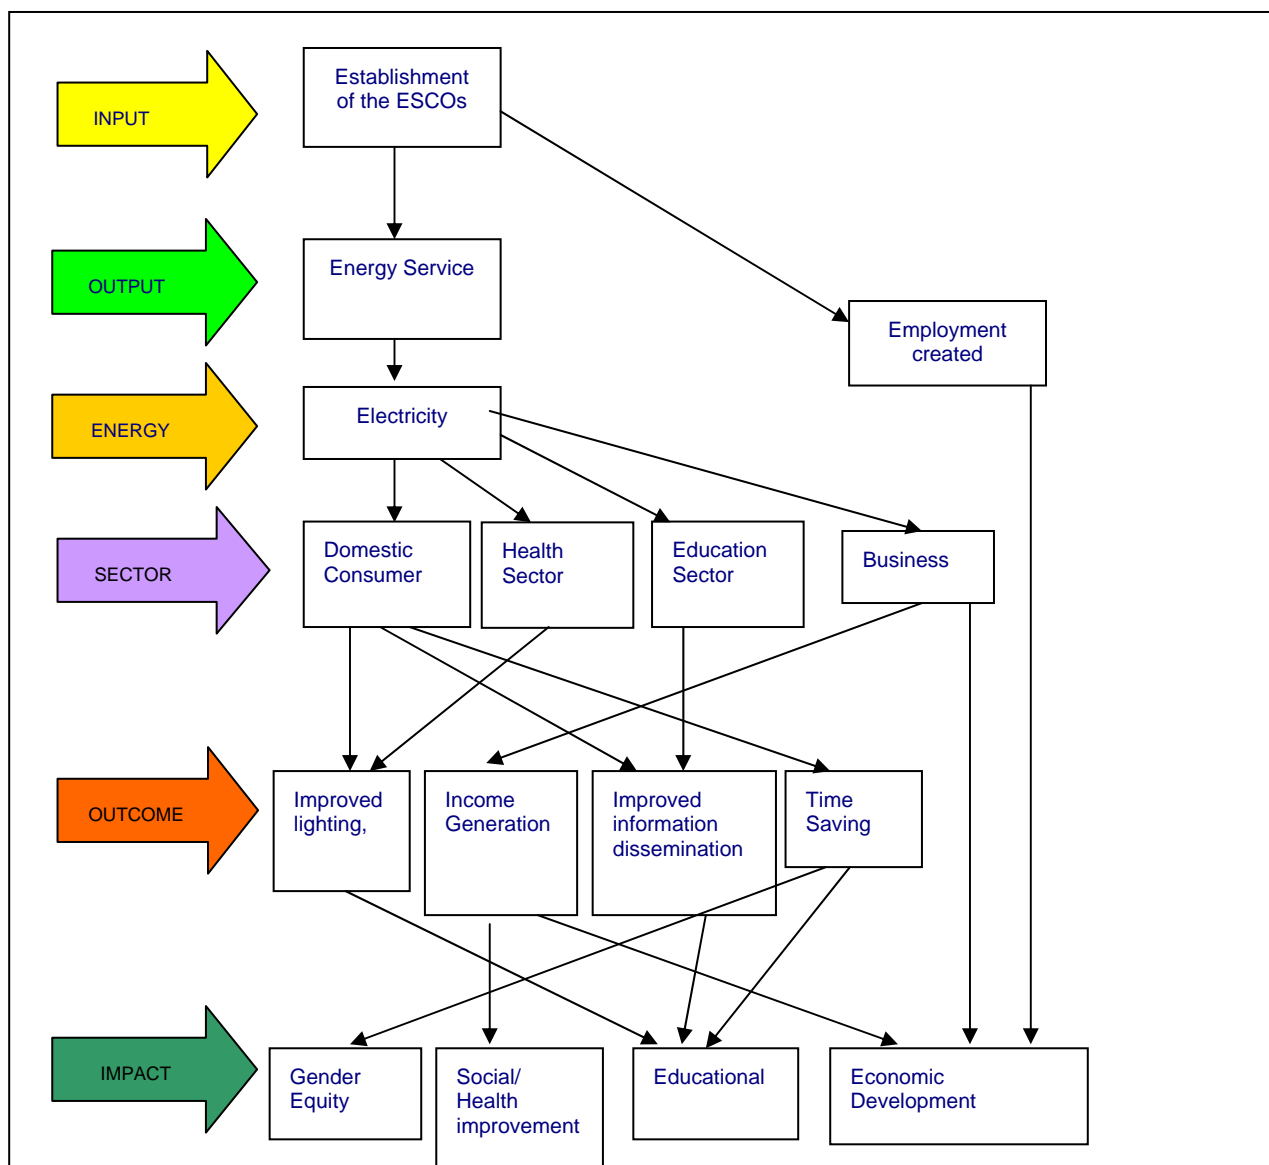 INPUT
Establishment
of the ESCOs
OUTPUT
Energy Service
Employment
created
ENERGY
Electricity
SECTOR
Domestic
Consumer
Health
Sector
Education
Sector
Business
OUTCOME
Improved
lighting,
Income
Generation
Improved
information
dissemination
Time
Saving
IMPACT
Gender
Equity
Social/
Health
improvement
Educational
Economic
Development